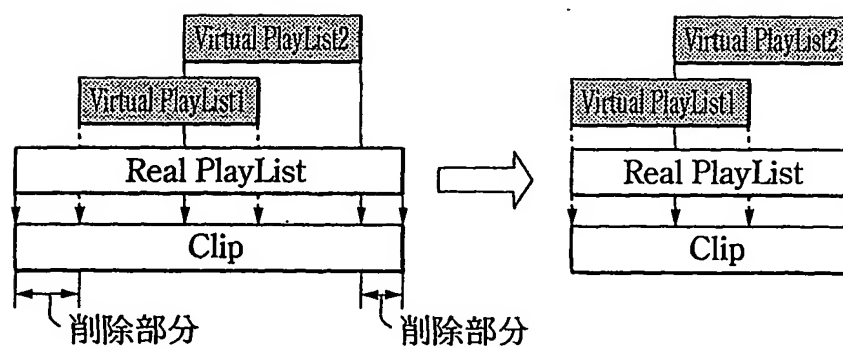 Virtual PlayList2
Virtual PlayList1
Real PlayList
Clip
削除部分
削除部分
Virtual PlayList2
Virtual PlayList1
Real PlayList
Clip